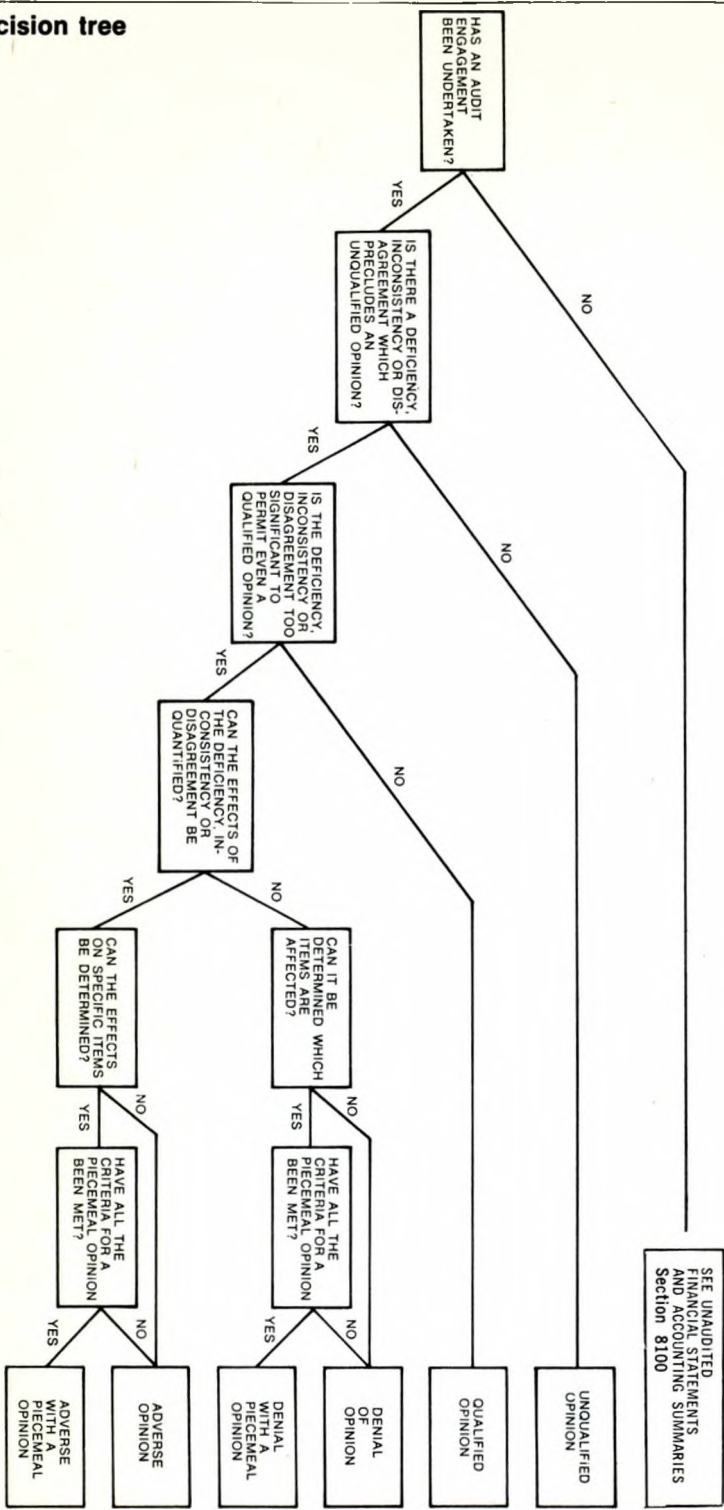 cision tree
HAS AN AUDIT
ENGAGEMENT
BEEN UNDERTAKEN?
NO
YES
SEE UNAUDITED
FINANCIAL STATEMENTS
AND ACCOUNTING SUMMARIES
Section 8100
IS THERE A DEFICIENCY,
INCONSISTENCY OR DIS-
AGREEMENT WHICH
PRECLUDES AN
UNQUALIFIED OPINION?
NO
YES
UNQUALIFIED
OPINION
IS THE DEFICIENCY,
INCONSISTENCY OR
DISAGREEMENT TOO
SIGNIFICANT TO
PERMIT EVEN A
QUALIFIED OPINION?
NO
YES
QUALIFIED
OPINION
CAN THE EFFECTS OF
THE DEFICIENCY, IN-
CONSISTENCY OR
DISAGREEMENT BE
QUANTIFIED?
NO
YES
CAN IT BE
DETERMINED WHICH
ITEMS ARE
AFFECTED?
NO
YES
HAVE ALL THE
CRITERIA FOR A
PIECEMEAL OPINION
BEEN MET?
NO
YES
DENIAL
OF
OPINION
DENIAL
WITH A
PIECEMEAL
OPINION
CAN THE EFFECTS
ON SPECIFIC ITEMS
BE DETERMINED?
NO
YES
HAVE ALL THE
CRITERIA FOR A
PIECEMEAL OPINION
BEEN MET?
NO
YES
ADVERSE
OPINION
ADVERSE
WITH A
PIECEMEAL
OPINION